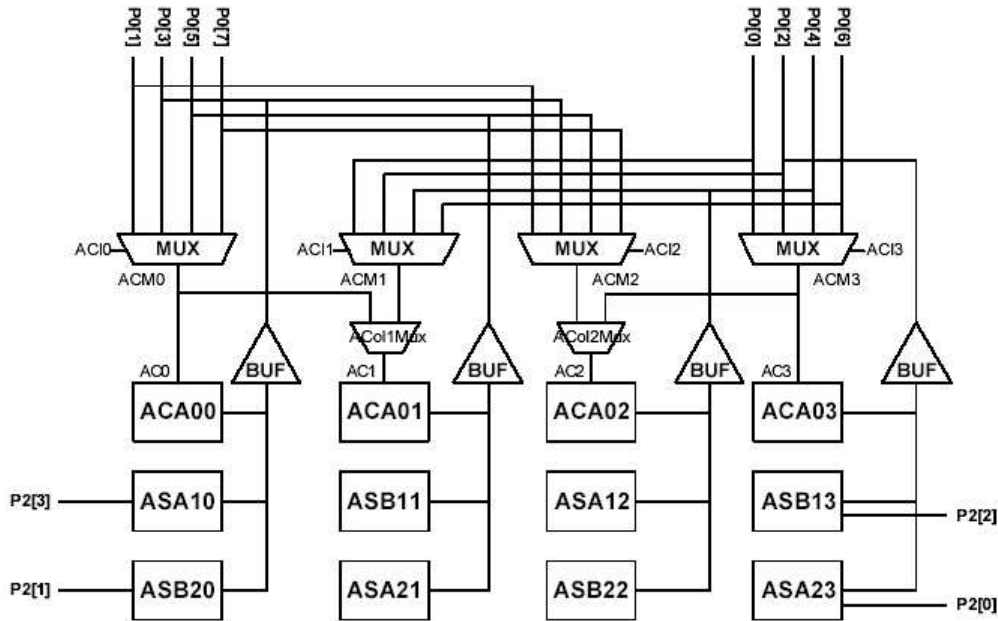 P0[1] P0[3] P0[5] P0[7] P0[0] P0[2] P0[4] P0[6]
ACI0 MUX ACI1 MUX MUX ACI2 MUX ACI3
ACM0 ACM1 ACM2 ACM3
ACol1Mux ACol2Mux
AC0 BUF AC1 BUF AC2 BUF AC3 BUF
ACA00 ACA01 ACA02 ACA03
P2[3] ASA10 ASB11 ASA12 ASB13
P2[2]
P2[1] ASB20 ASA21 ASB22 ASA23
P2[0]